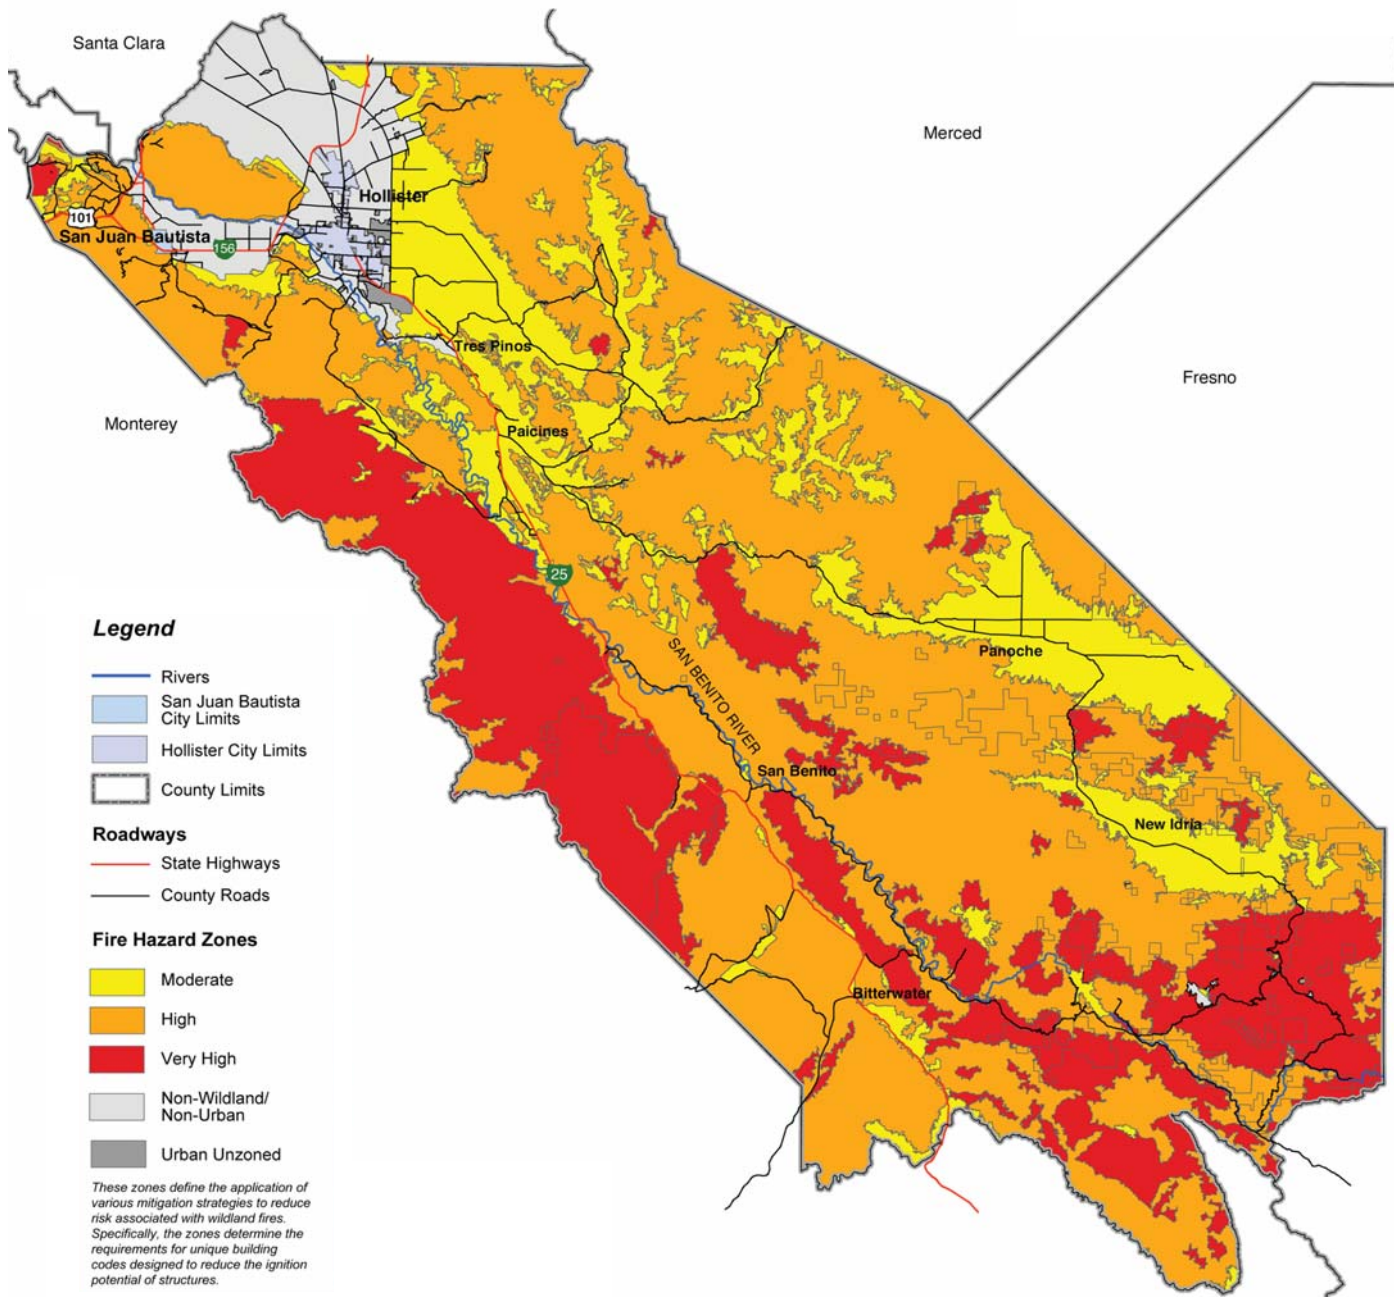 Santa Clara
Merced
Hollister
101
San Juan Bautista
156
Tres Pinos
Fresno
Monterey
Paicines
25
SAN BENITO RIVER
Panoche
San Benito
New Idria
Bitterwater
Legend
Rivers
San Juan Bautista
City Limits
Hollister City Limits
County Limits
Roadways
State Highways
County Roads
Fire Hazard Zones
Moderate
High
Very High
Non-Wildland/
Non-Urban
Urban Unzoned
These zones define the application of
various mitigation strategies to reduce
risk associated with wildland fires.
Specifically, the zones determine the
requirements for unique building
codes designed to reduce the ignition
potential of structures.